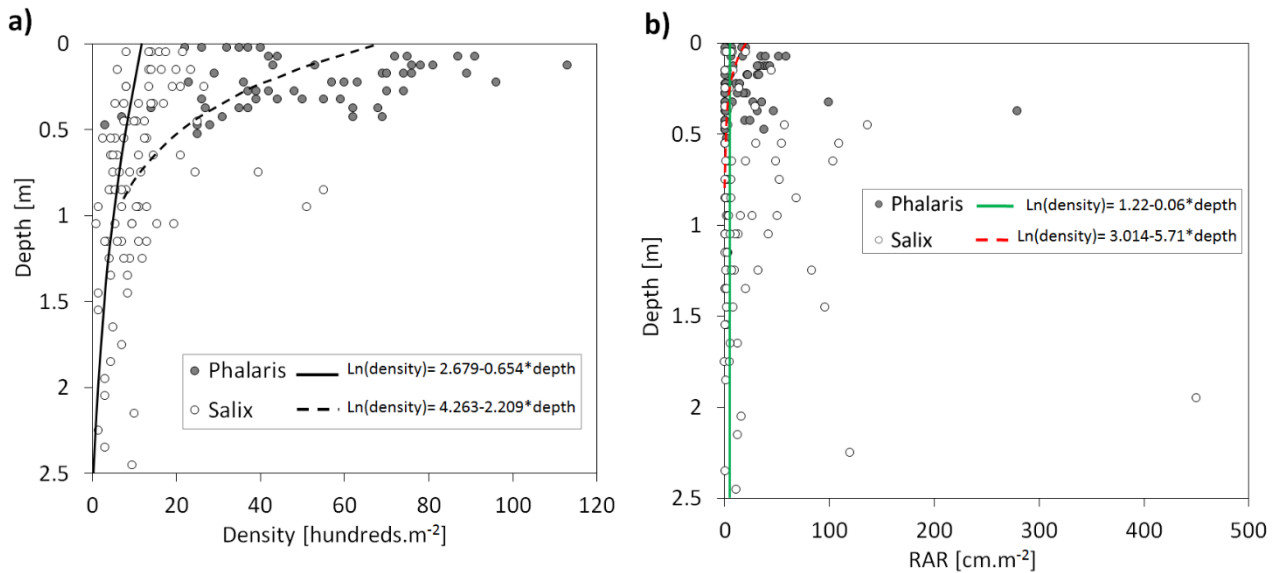 a)
0
0.5
1
1.5
2
2.5
Depth [m]
Phalaris
Ln(density)= 2.679-0.654*depth
Salix
Ln(density)= 4.263-2.209*depth
0 20 40 60 80 100 120
Density [hundreds.m⁻²]
b)
0
0.5
1
1.5
2
2.5
Depth [m]
Phalaris
Ln(density)= 1.22-0.06*depth
Salix
Ln(density)= 3.014-5.71*depth
0 100 200 300 400 500
RAR [cm.m⁻²]